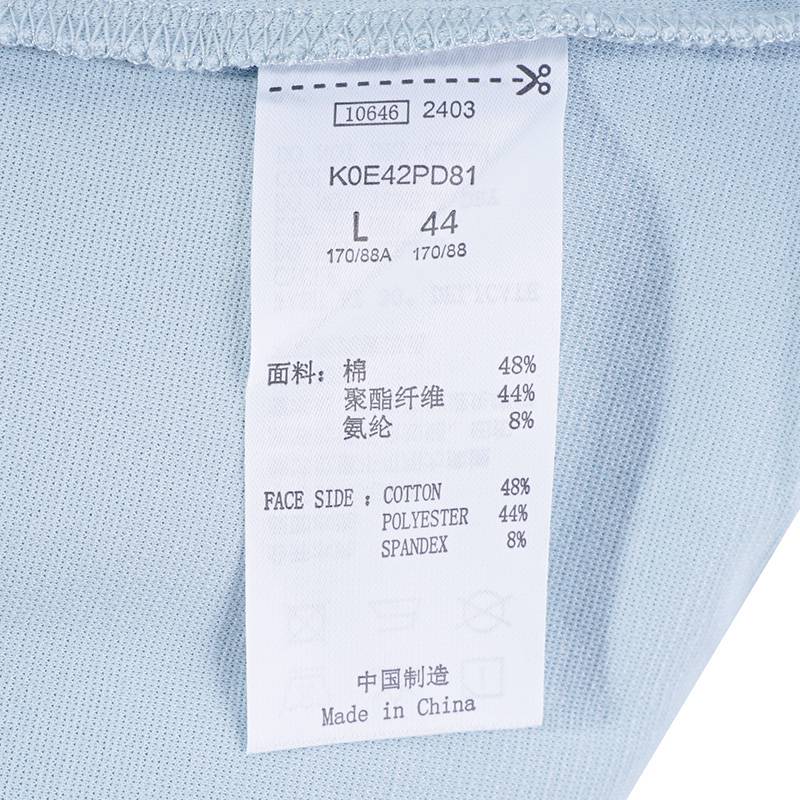 10646 2403
K0E42PD81
L 44
170/88A 170/88
面料：棉 48%
聚酯纤维 44%
氨纶 8%
FACE SIDE : COTTON 48%
POLYESTER 44%
SPANDEX 8%
中国制造
Made in China